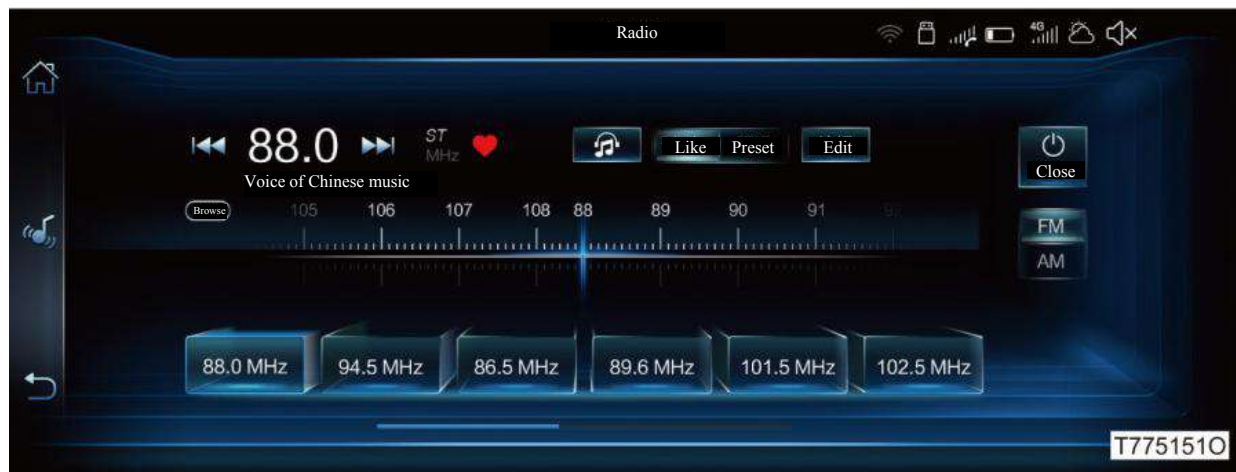 Radio
4G
88.0
ST
MHz
Like
Preset
Edit
Close
Voice of Chinese music
Browse
105 106 107 108 88 89 90 91 92
FM
AM
88.0 MHz
94.5 MHz
86.5 MHz
89.6 MHz
101.5 MHz
102.5 MHz
T775151O